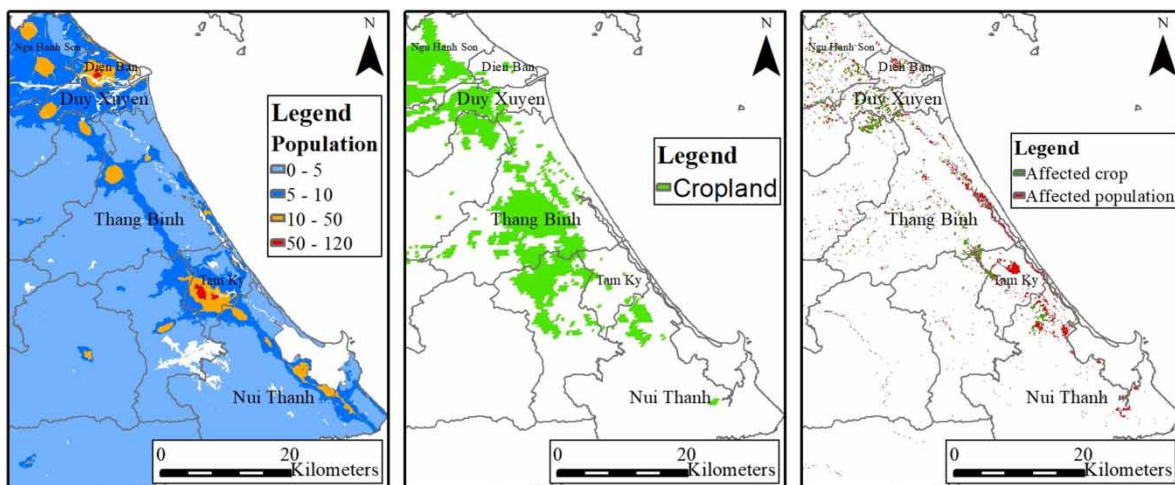 N
Ngu Hanh Son
Dien Ban
Duy Xuyen
Legend
Population
0 - 5
5 - 10
10 - 50
50 - 120
Thang Binh
Tam Ky
Nui Thanh
0 20
Kilometers
N
Ngu Hanh Son
Dien Ban
Duy Xuyen
Legend
Cropland
Thang Binh
Tam Ky
Nui Thanh
0 20
Kilometers
N
Ngu Hanh Son
Dien Ban
Duy Xuyen
Legend
Affected crop
Affected population
Thang Binh
Tam Ky
Nui Thanh
0 20
Kilometers